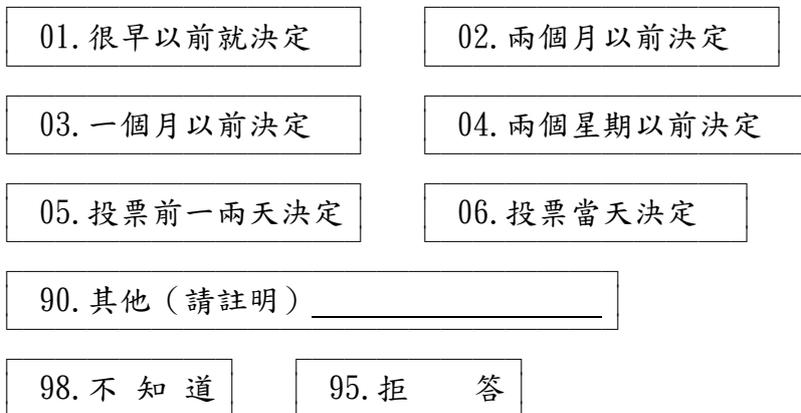 01.很早以前就決定 02.兩個月以前決定
03.一個月以前決定 04.兩個星期以前決定
05.投票前一兩天決定 06.投票當天決定
90.其他（請註明）__________________
98.不 知 道 95.拒　　答